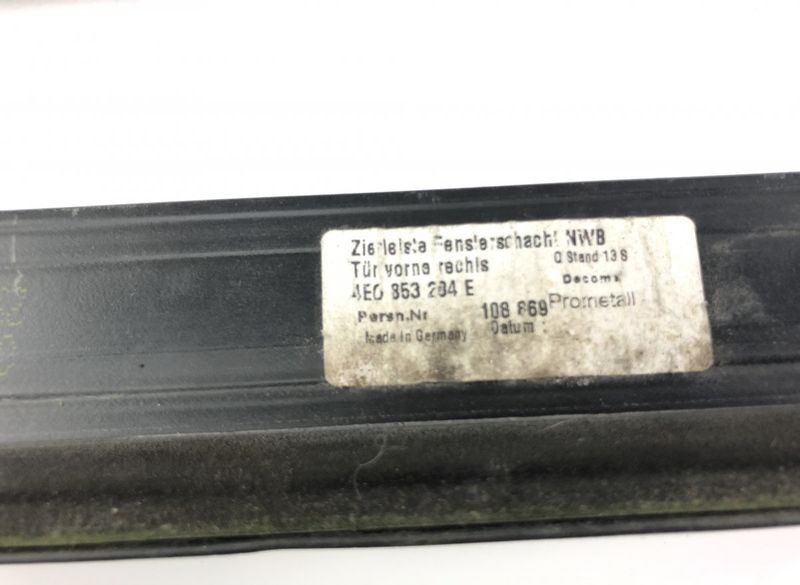 Zierleiste Fensterschacht NWB
Tür vorne rechts Q Stand 13 S
4E0 853 284 E Decoma
Persn.Nr 108 869 Prometall
Made in Germany Datum :